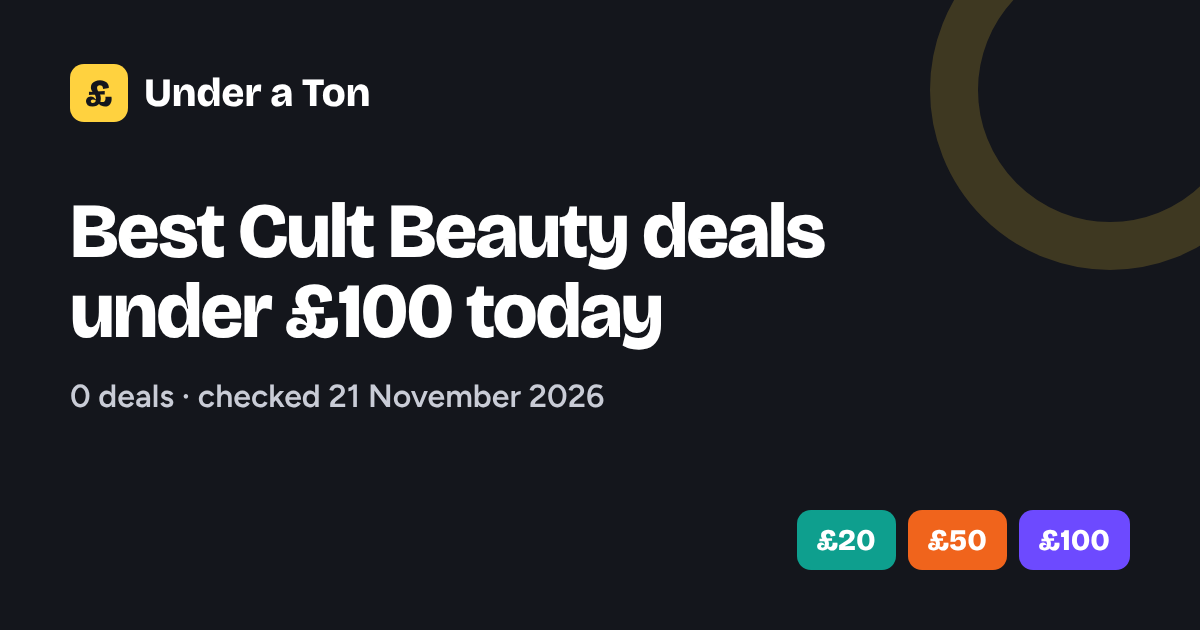 £ Under a Ton
Best Cult Beauty deals
under £100 today
0 deals · checked 21 November 2026
£20 £50 £100